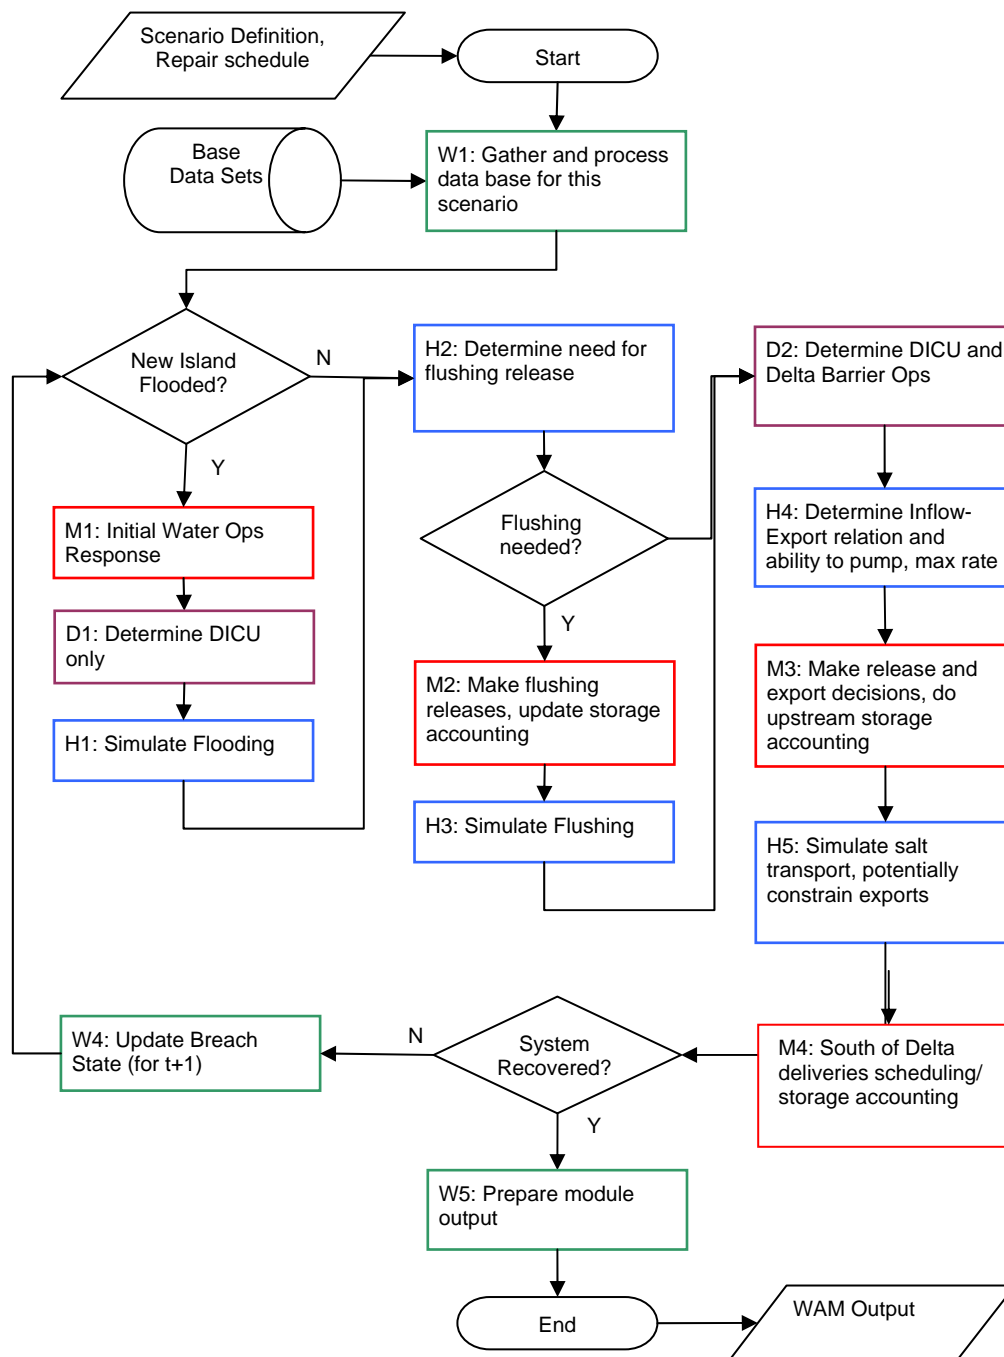 Scenario Definition,
Repair schedule
Start
Base
Data Sets
W1: Gather and process
data base for this
scenario
New Island
Flooded?
N
Y
H2: Determine need for
flushing release
D2: Determine DICU and
Delta Barrier Ops
M1: Initial Water Ops
Response
Flushing
needed?
Y
H4: Determine Inflow-
Export relation and
ability to pump, max rate
D1: Determine DICU
only
M2: Make flushing
releases, update storage
accounting
M3: Make release and
export decisions, do
upstream storage
accounting
H1: Simulate Flooding
H3: Simulate Flushing
H5: Simulate salt
transport, potentially
constrain exports
W4: Update Breach
State (for t+1)
N
System
Recovered?
Y
M4: South of Delta
deliveries scheduling/
storage accounting
W5: Prepare module
output
End
WAM Output